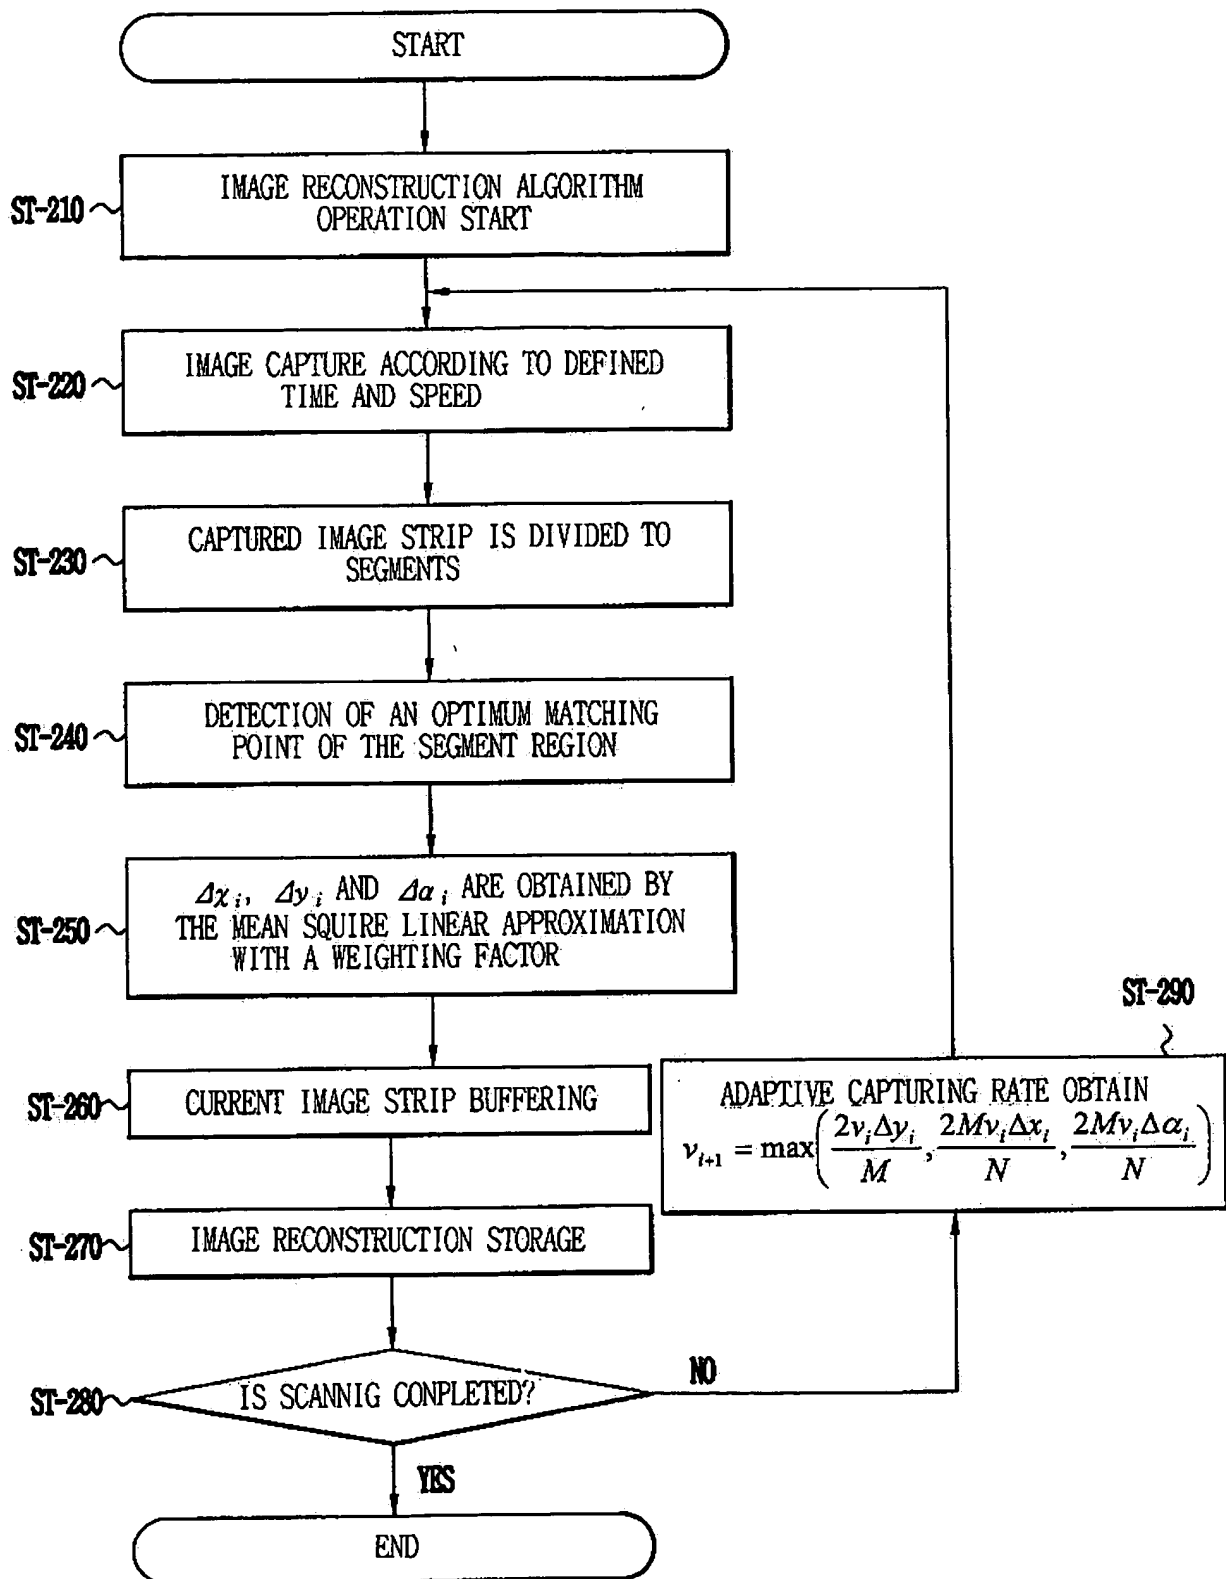 START
ST-210
IMAGE RECONSTRUCTION ALGORITHM
OPERATION START
ST-220
IMAGE CAPTURE ACCORDING TO DEFINED
TIME AND SPEED
ST-230
CAPTURED IMAGE STRIP IS DIVIDED TO
SEGMENTS
ST-240
DETECTION OF AN OPTIMUM MATCHING
POINT OF THE SEGMENT REGION
ST-250
Δχ_i, Δy_i AND Δα_i ARE OBTAINED BY
THE MEAN SQUIRE LINEAR APPROXIMATION
WITH A WEIGHTING FACTOR
ST-260
CURRENT IMAGE STRIP BUFFERING
ST-290
ADAPTIVE CAPTURING RATE OBTAIN
v_{i+1} = max(2v_iΔy_i/M, 2Mv_iΔx_i/N, 2Mv_iΔα_i/N)
ST-270
IMAGE RECONSTRUCTION STORAGE
ST-280
IS SCANNIG CONPLETED?
NO
YES
END